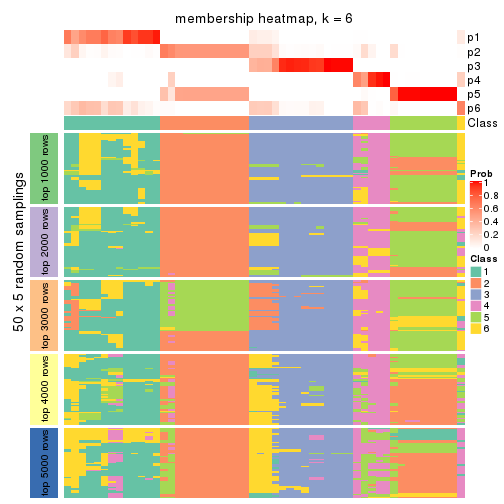 membership heatmap, k = 6
p1
p2
p3
p4
p5
p6
Class
50 x 5 random samplings
top 1000 rows
top 2000 rows
top 3000 rows
top 4000 rows
top 5000 rows
Prob
1
0.8
0.6
0.4
0.2
0
Class
1
2
3
4
5
6